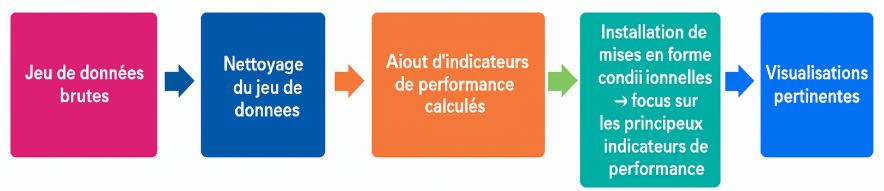 Jeu de données
brutes
Nettoyage
du jeu de
donnees
Aiout d'indicateurs
de performance
calculés
Installation de
mises en forme
condii ionnelles
→ focus sur
les principeux
indicateurs de
performance
Visualisations
pertinentes